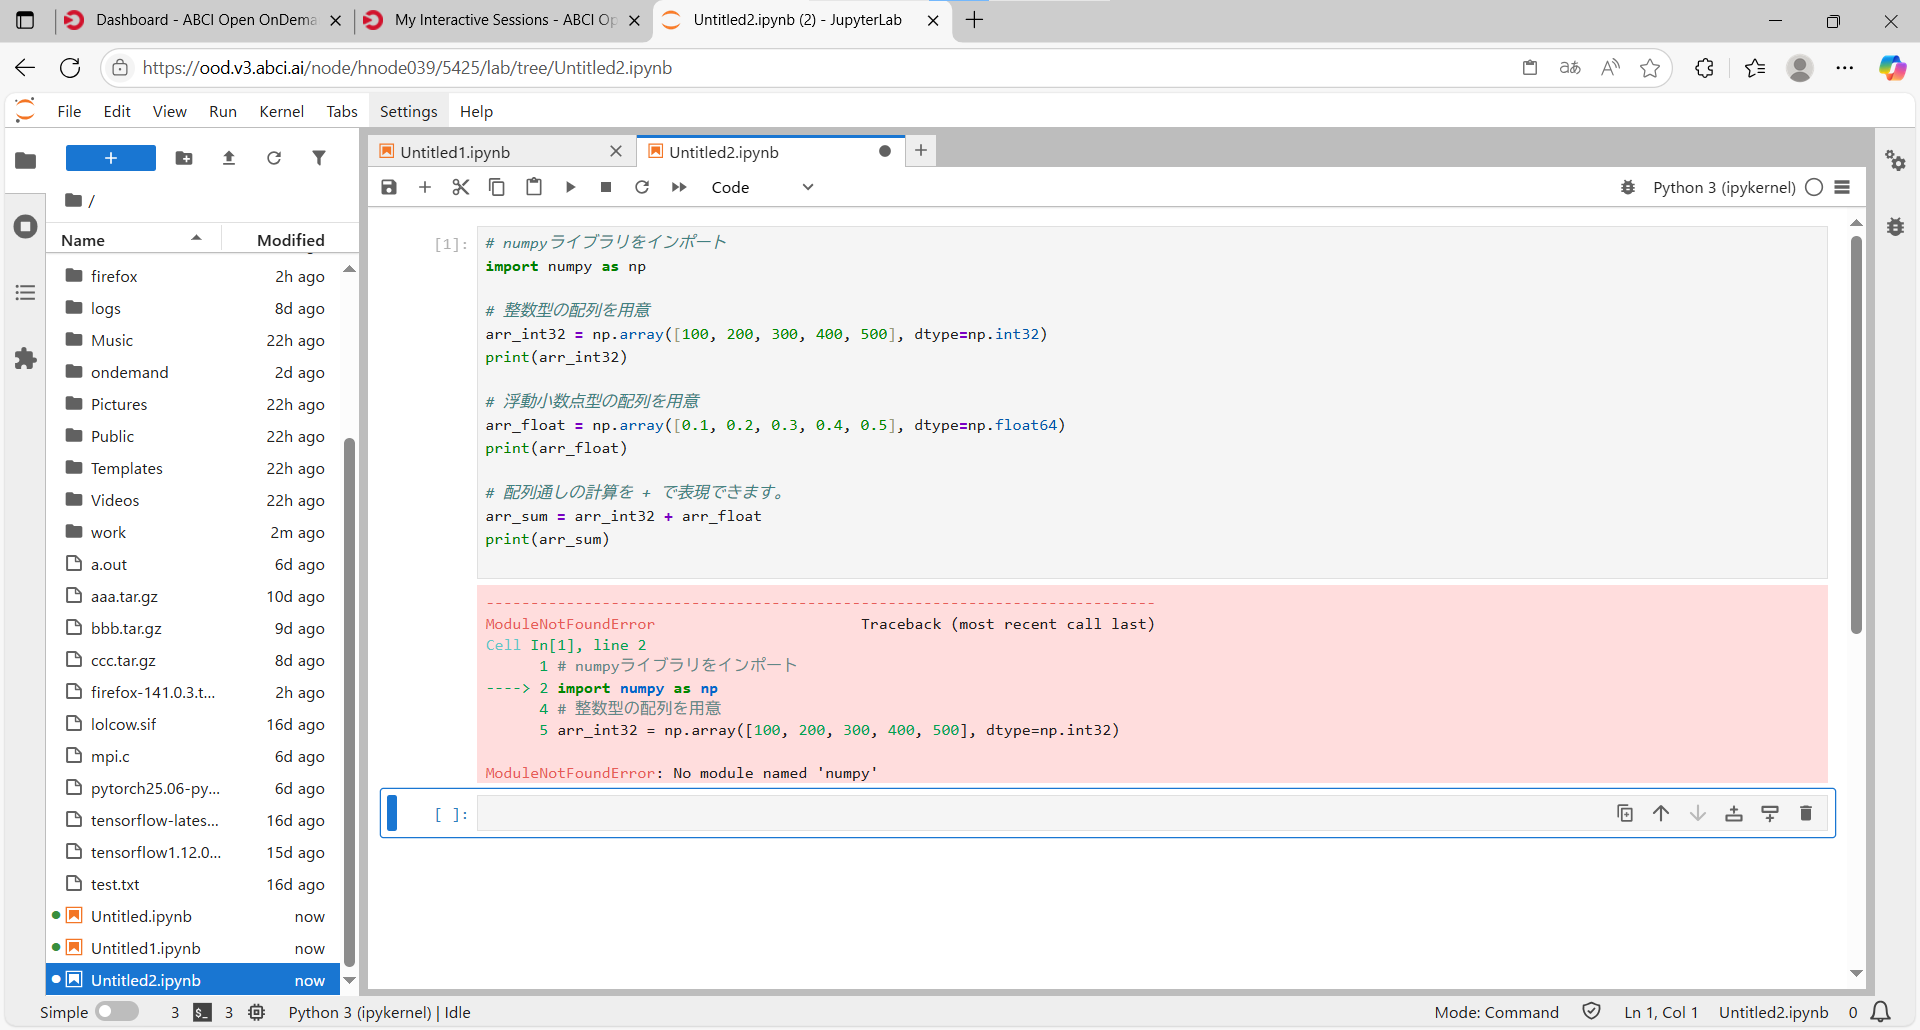 Dashboard - ABCI Open OnDema
My Interactive Sessions - ABCI Op
Untitled2.ipynb (2) - JupyterLab
https://ood.v3.abci.ai/node/hnode039/5425/lab/tree/Untitled2.ipynb
File Edit View Run Kernel Tabs Settings Help
Untitled1.ipynb
Untitled2.ipynb
Code
Python 3 (ipykernel)
/
Name Modified
firefox 2h ago
logs 8d ago
Music 22h ago
ondemand 2d ago
Pictures 22h ago
Public 22h ago
Templates 22h ago
Videos 22h ago
work 2m ago
a.out 6d ago
aaa.tar.gz 10d ago
bbb.tar.gz 9d ago
ccc.tar.gz 8d ago
firefox-141.0.3.t... 2h ago
lolcow.sif 16d ago
mpi.c 6d ago
pytorch25.06-py... 6d ago
tensorflow-lates... 16d ago
tensorflow1.12.0... 15d ago
test.txt 16d ago
Untitled.ipynb now
Untitled1.ipynb now
Untitled2.ipynb now
[1]:
# numpyライブラリをインポート
import numpy as np
# 整数型の配列を用意
arr_int32 = np.array([100, 200, 300, 400, 500], dtype=np.int32)
print(arr_int32)
# 浮動小数点型の配列を用意
arr_float = np.array([0.1, 0.2, 0.3, 0.4, 0.5], dtype=np.float64)
print(arr_float)
# 配列通しの計算を + で表現できます。
arr_sum = arr_int32 + arr_float
print(arr_sum)
---------------------------------------------------------------------------
ModuleNotFoundError Traceback (most recent call last)
Cell In[1], line 2
1 # numpyライブラリをインポート
----> 2 import numpy as np
4 # 整数型の配列を用意
5 arr_int32 = np.array([100, 200, 300, 400, 500], dtype=np.int32)
ModuleNotFoundError: No module named 'numpy'
[ ]:
Simple 3 $_ 3 Python 3 (ipykernel) | Idle
Mode: Command Ln 1, Col 1 Untitled2.ipynb 0